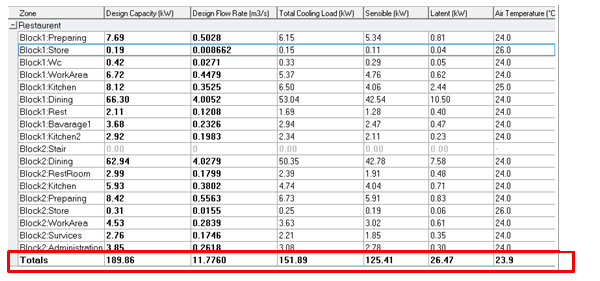 Zone Design Capacity (kW) Design Flow Rate (m3/s) Total Cooling Load (kW) Sensible (kW) Latent (kW) Air Temperature (°C
Restaurent
Block1:Preparing 7.69 0.5028 6.15 5.34 0.81 24.0
Block1:Store 0.19 0.008662 0.15 0.11 0.04 26.0
Block1:Wc 0.42 0.0271 0.33 0.29 0.05 24.0
Block1:WorkArea 6.72 0.4479 5.37 4.76 0.62 24.0
Block1:Kitchen 8.12 0.3525 6.50 4.06 2.44 25.0
Block1:Dining 66.30 4.0052 53.04 42.54 10.50 24.0
Block1:Rest 2.11 0.1208 1.69 1.28 0.40 24.0
Block1:Bavarage1 3.68 0.2326 2.94 2.47 0.47 24.0
Block1:Kitchen2 2.92 0.1983 2.34 2.11 0.23 24.0
Block2:Stair 0.00 0 0.00 0.00 0.00 -
Block2:Dining 62.94 4.0279 50.35 42.78 7.58 24.0
Block2:RestRoom 2.99 0.1799 2.39 1.91 0.48 24.0
Block2:Kitchen 5.93 0.3802 4.74 4.04 0.71 24.0
Block2:Preparing 8.42 0.5563 6.73 5.91 0.83 24.0
Block2:Store 0.31 0.0155 0.25 0.19 0.06 26.0
Block2:WorkArea 4.53 0.2839 3.63 3.02 0.61 24.0
Block2:Survices 2.76 0.1746 2.21 1.85 0.35 24.0
Block2:Administration 3.85 0.2618 3.08 2.78 0.30 24.0
Totals 189.86 11.7760 151.89 125.41 26.47 23.9